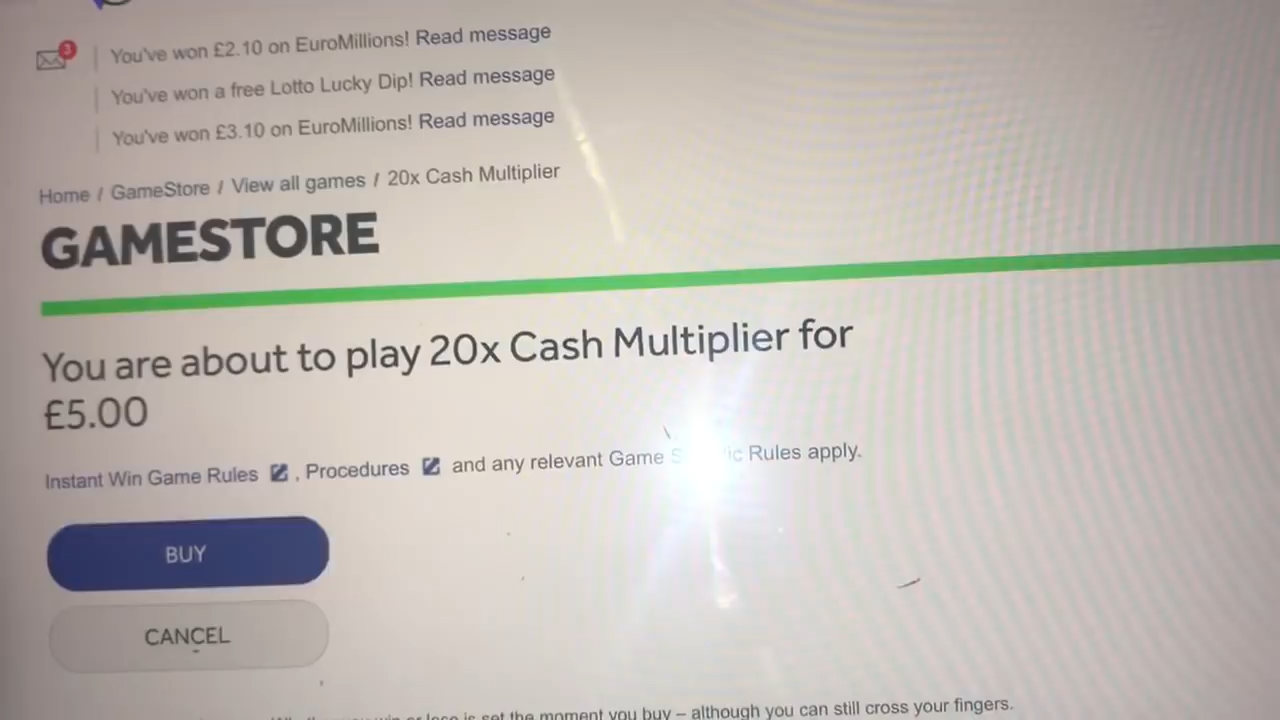 3
You've won £2.10 on EuroMillions! Read message
You've won a free Lotto Lucky Dip! Read message
You've won £3.10 on EuroMillions! Read message
Home / GameStore / View all games / 20x Cash Multiplier
GAMESTORE
You are about to play 20x Cash Multiplier for
£5.00
Instant Win Game Rules , Procedures and any relevant Game Rules apply.
BUY
CANCEL
is set the moment you buy – although you can still cross your fingers.